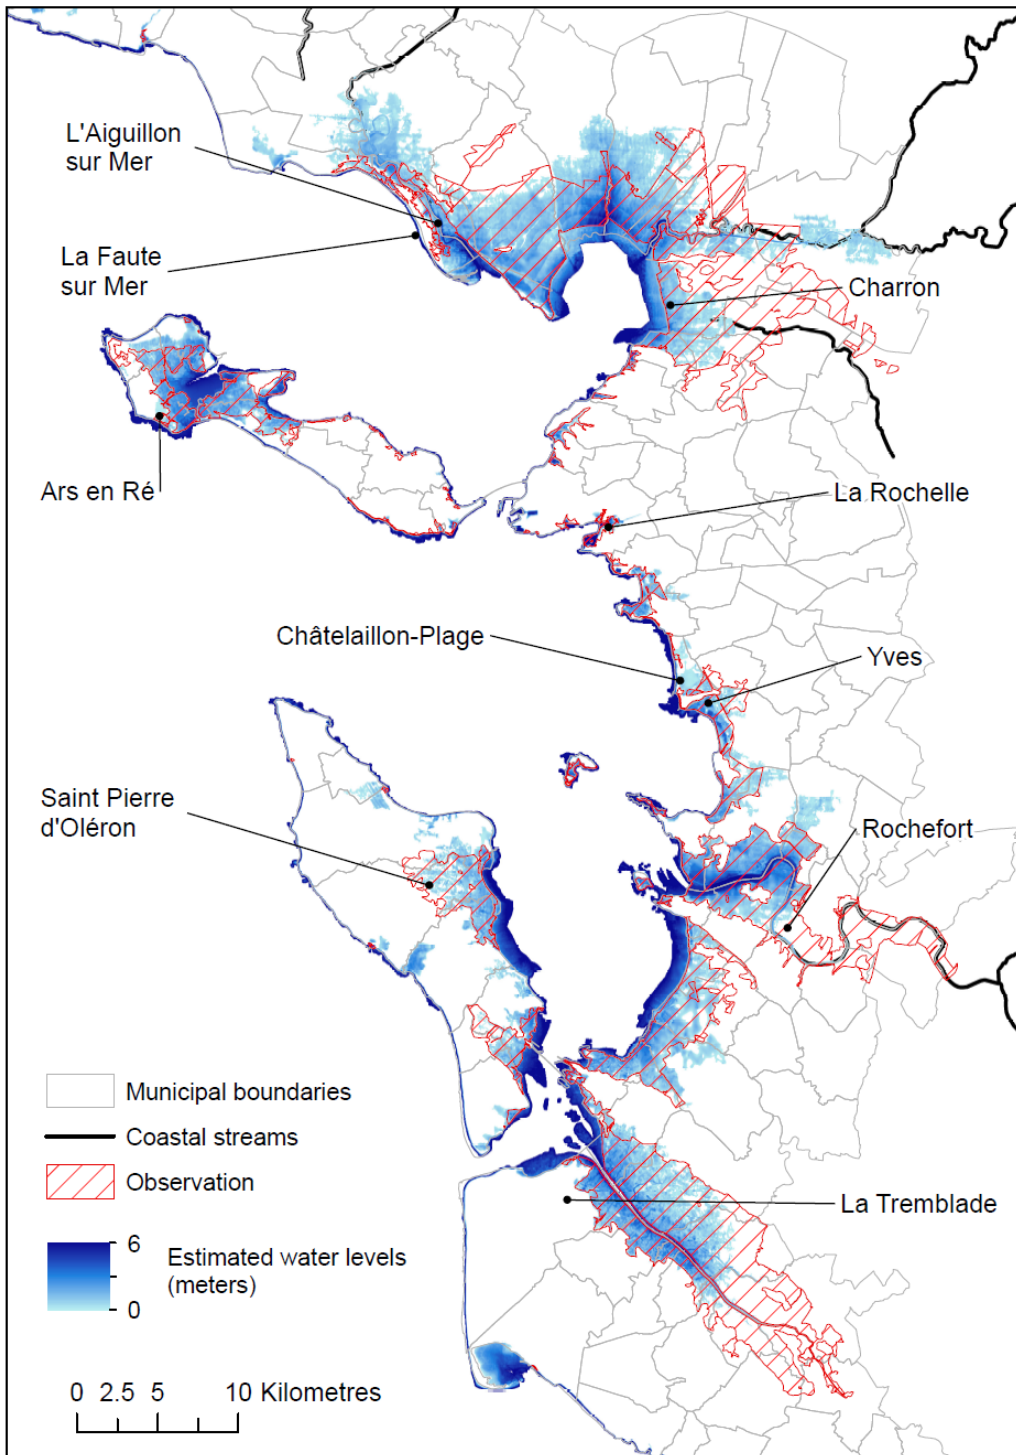 L'Aiguillon
sur Mer
La Faute
sur Mer
Charron
Ars en Ré
La Rochelle
Châtelaillon-Plage
Yves
Saint Pierre
d'Oléron
Rochefort
Municipal boundaries
Coastal streams
Observation
La Tremblade
6
Estimated water levels
(meters)
0
0 2.5 5 10 Kilometres